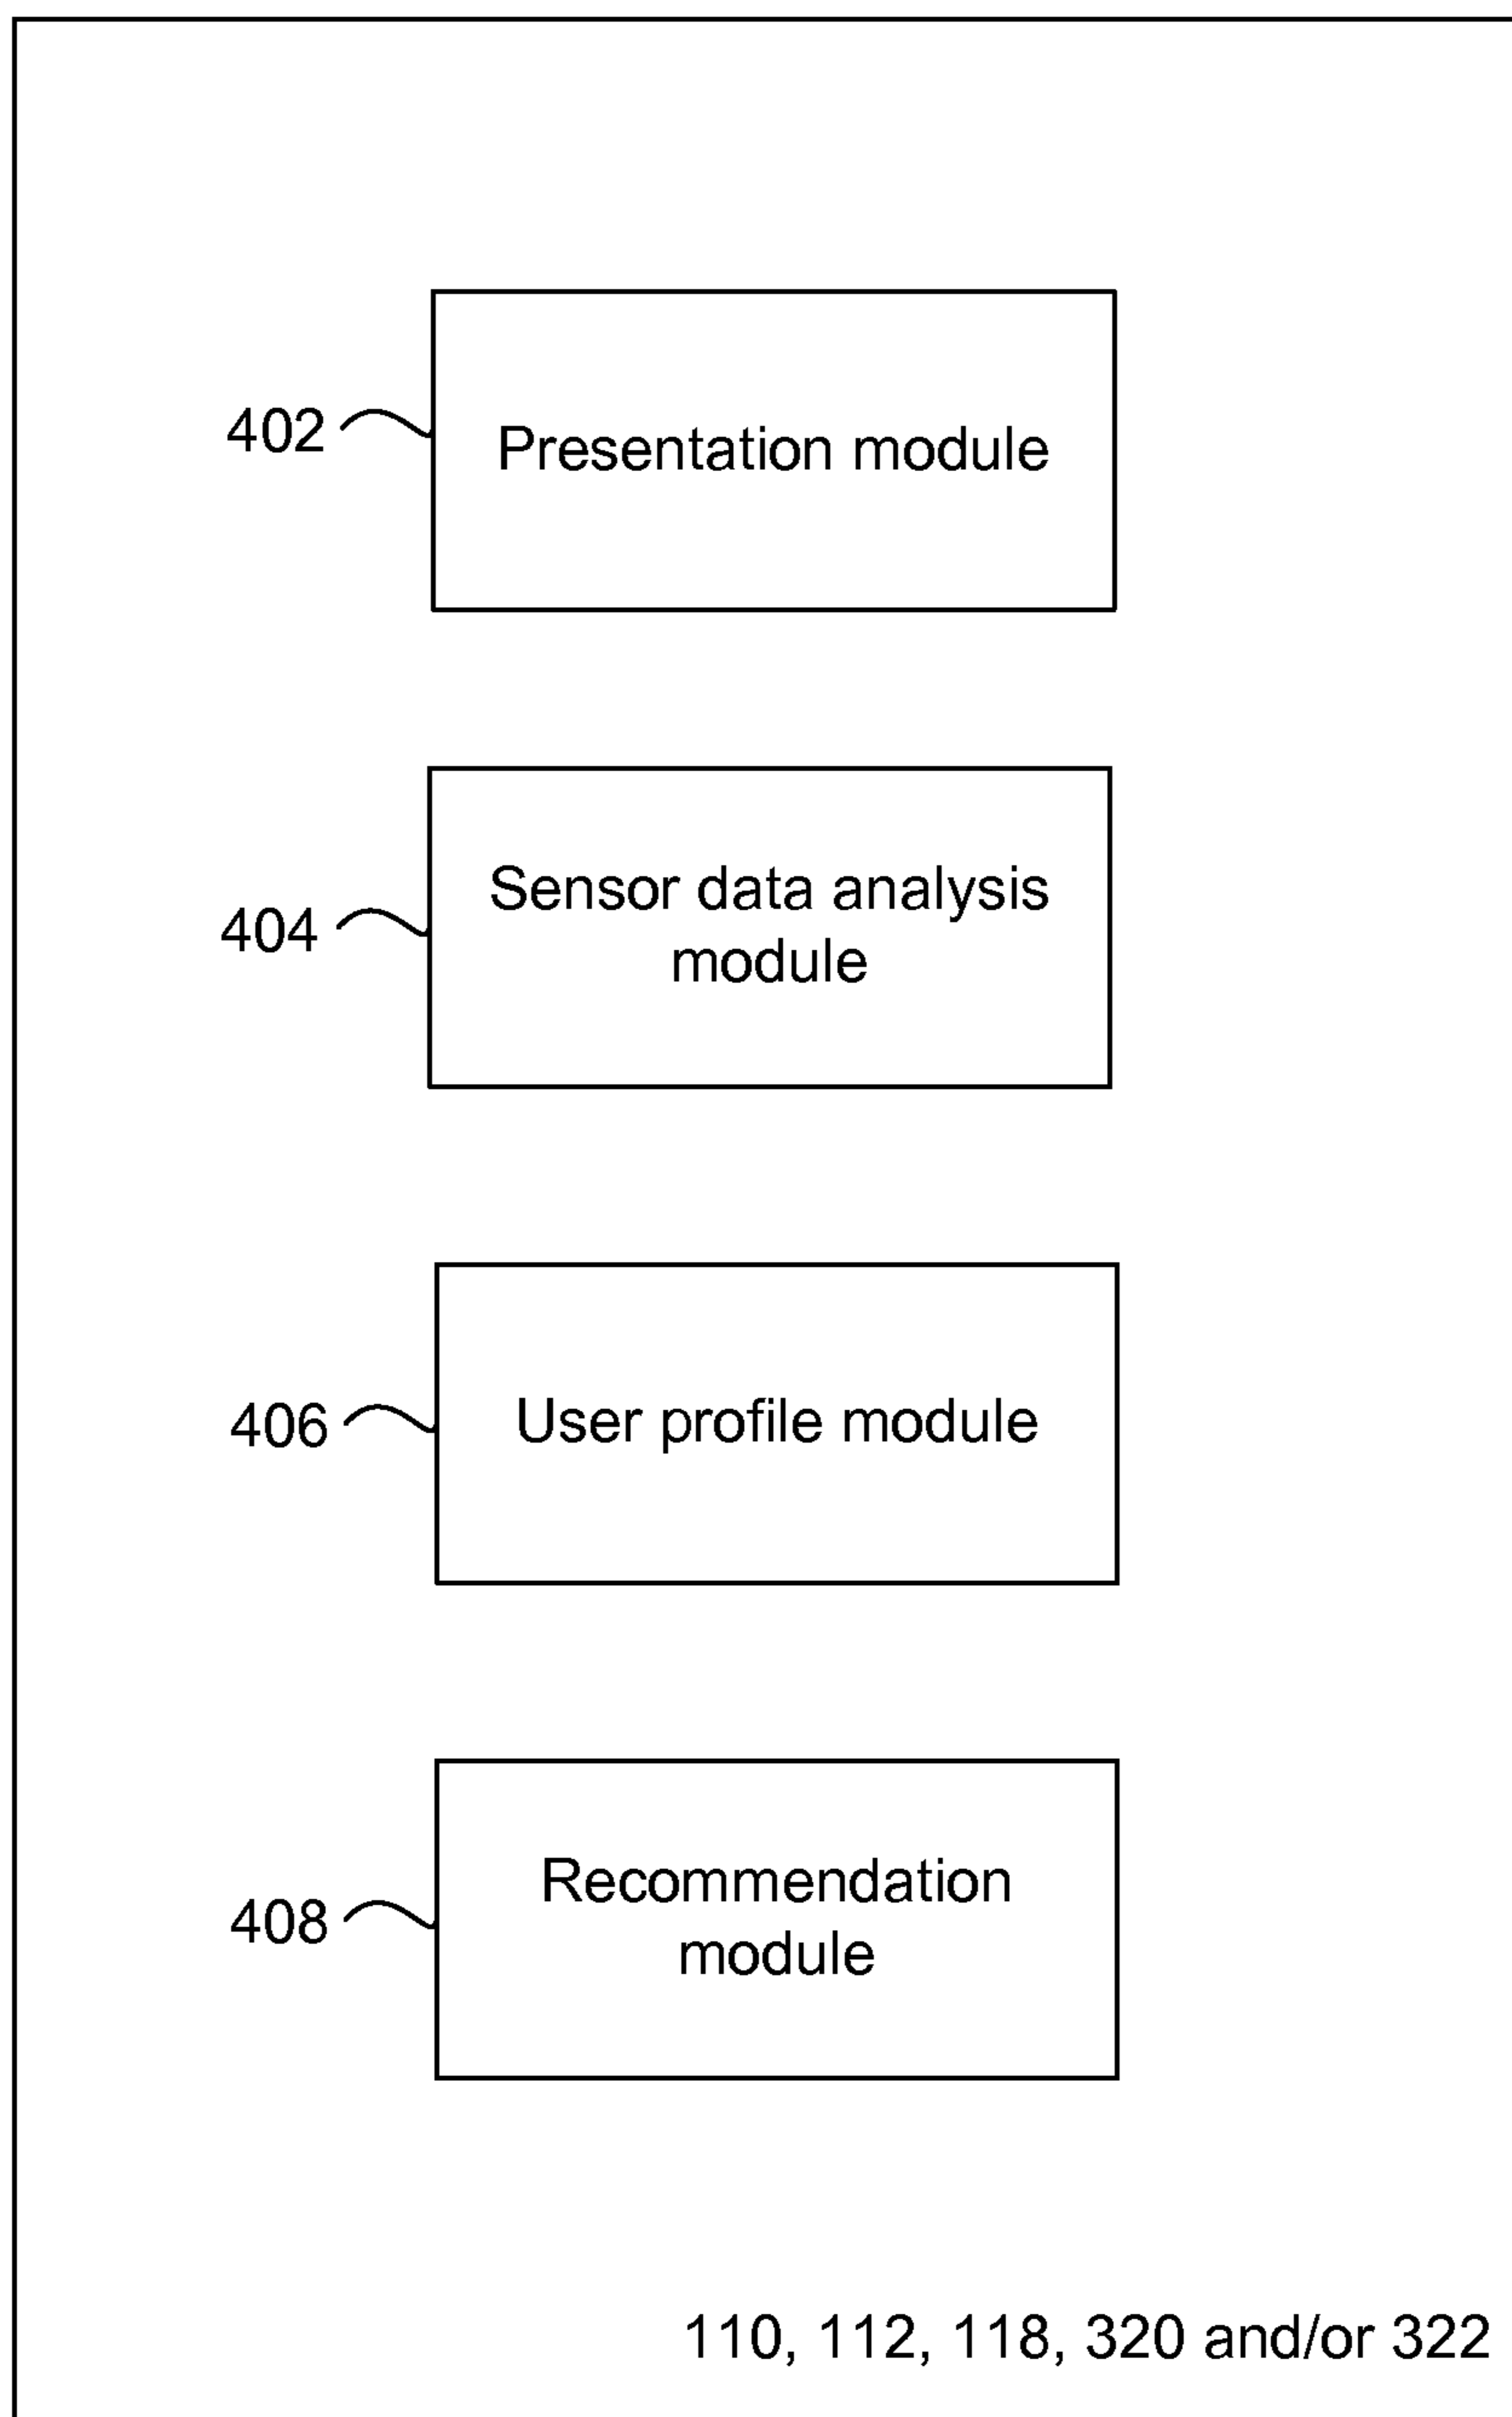 402
Presentation module
404
Sensor data analysis
module
406
User profile module
408
Recommendation
module
110, 112, 118, 320 and/or 322